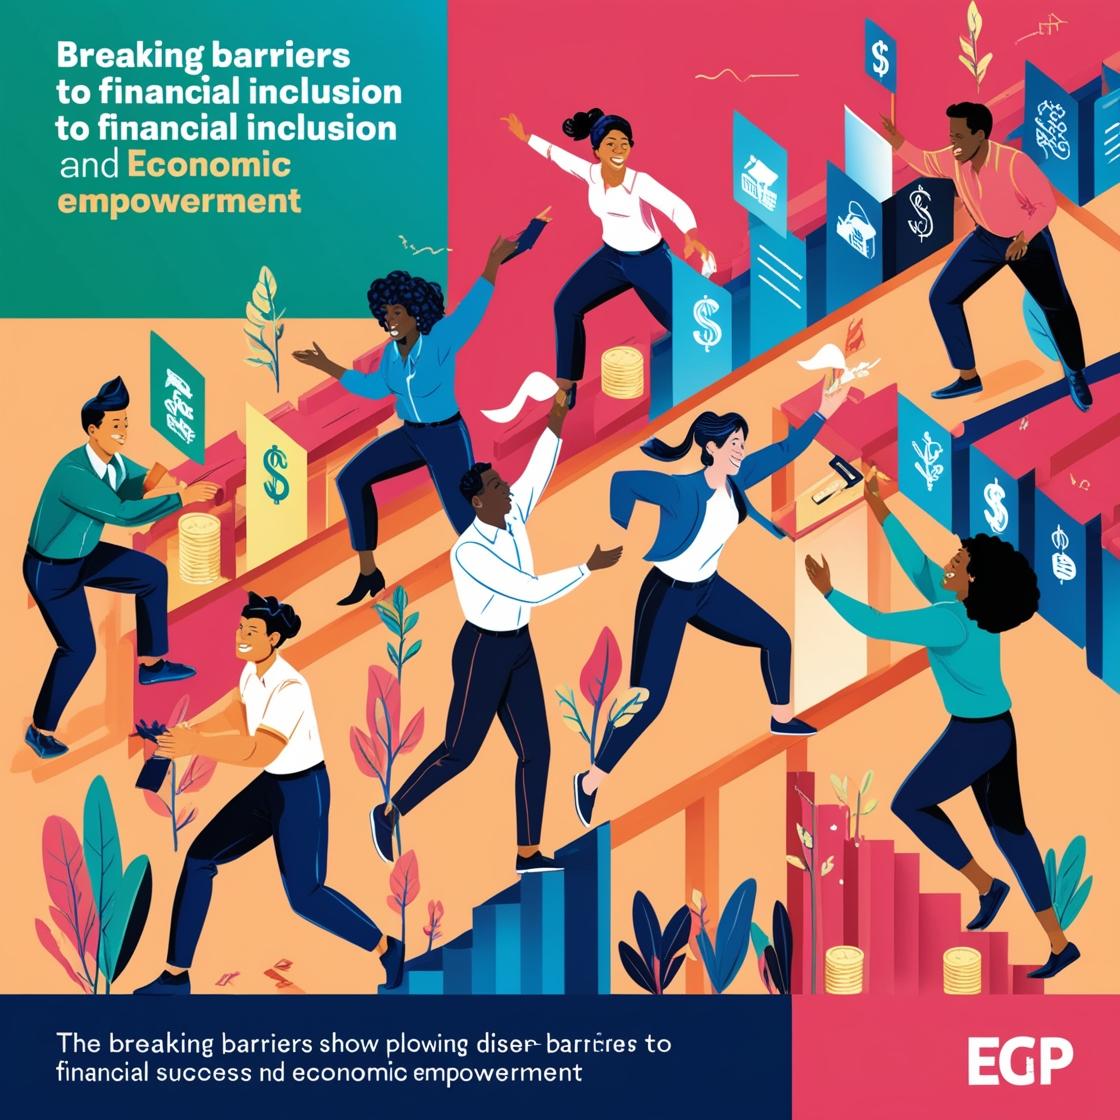 Breaking barriers
to financial inclusion
to financial inclusion
and Economic
empowerment
$
$
$
$
$
The breaking barriers show plowing diser- barrires to
financial success nd economic empowerment
EGP